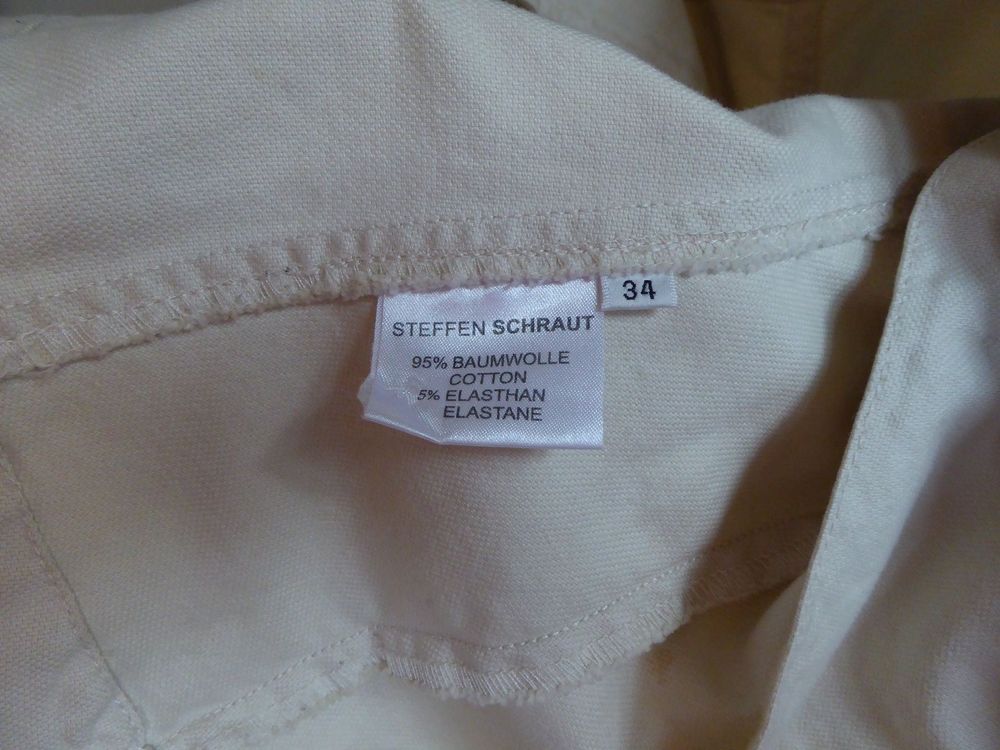 34
STEFFEN SCHRAUT
95% BAUMWOLLE
COTTON
5% ELASTHAN
ELASTANE